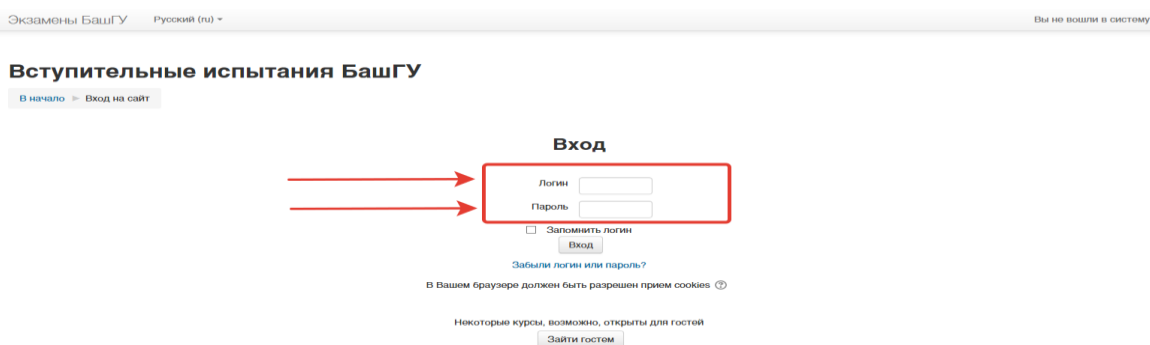 Экзамены БашГУ Русский (ru)
Вы не вошли в систему
Вступительные испытания БашГУ
В начало Вход на сайт
Вход
Логин
Пароль
Запомнить логин
Вход
Забыли логин или пароль?
В Вашем браузере должен быть разрешен прием cookies ?
Некоторые курсы, возможно, открыты для гостей
Зайти гостем